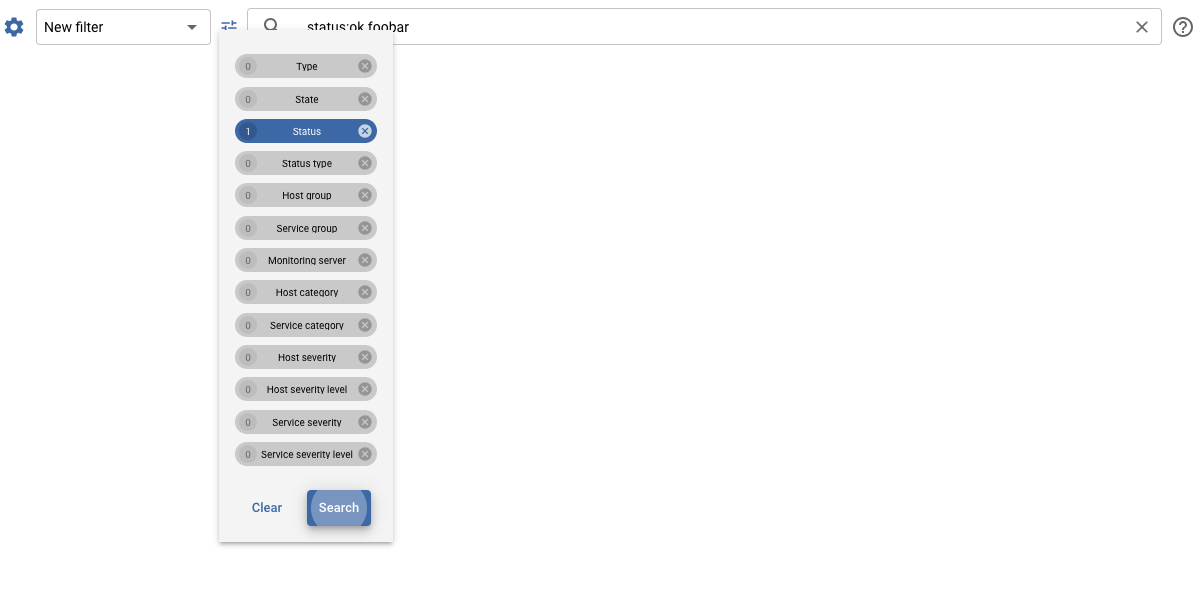 New filter
status:ok foobar
0 Type
0 State
1 Status
0 Status type
0 Host group
0 Service group
0 Monitoring server
0 Host category
0 Service category
0 Host severity
0 Host severity level
0 Service severity
0 Service severity level
Clear Search